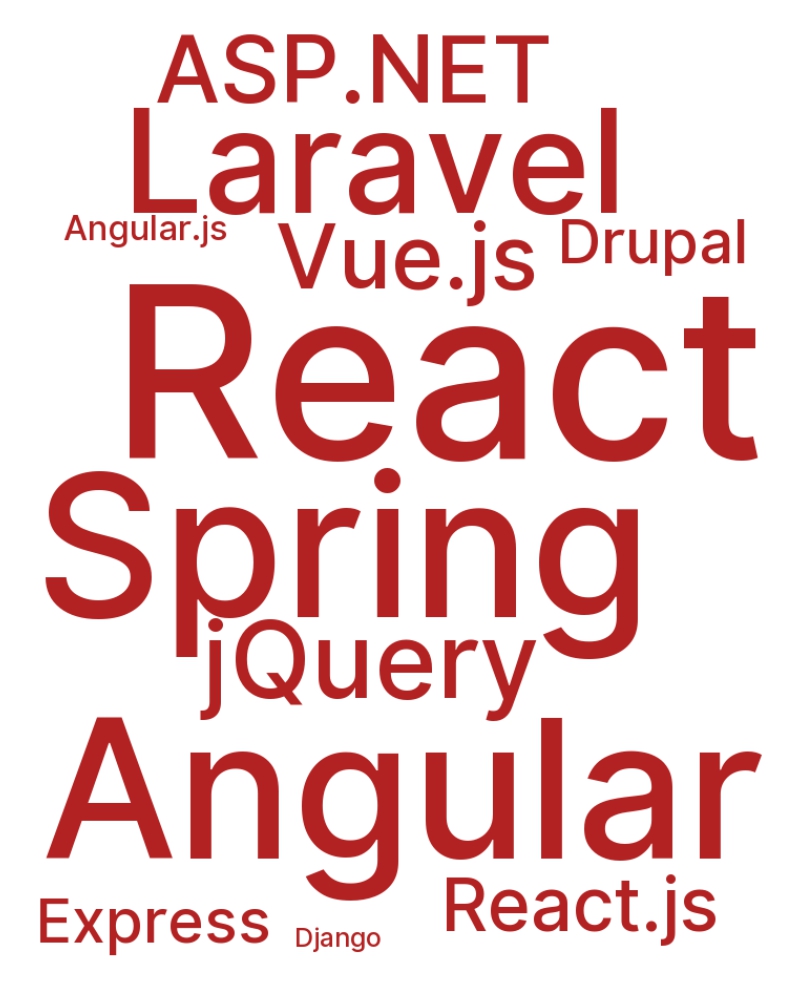 ASP.NET
Laravel
Angular.js Vue.js Drupal
React
Spring
jQuery
Angular
Express Django React.js